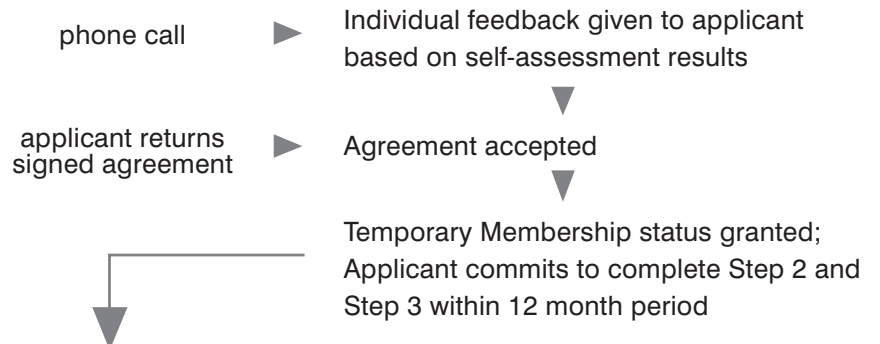 phone call
Individual feedback given to applicant
based on self-assessment results
applicant returns
signed agreement
Agreement accepted
Temporary Membership status granted;
Applicant commits to complete Step 2 and
Step 3 within 12 month period